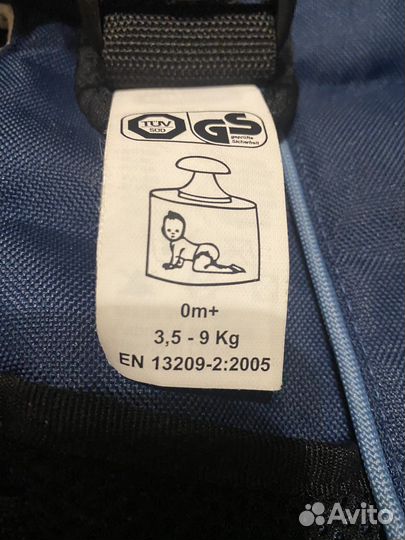 TÜV
SÜD
GS
geprüfte
Sicherheit
0m+
3,5 - 9 Kg
EN 13209-2:2005
Avito